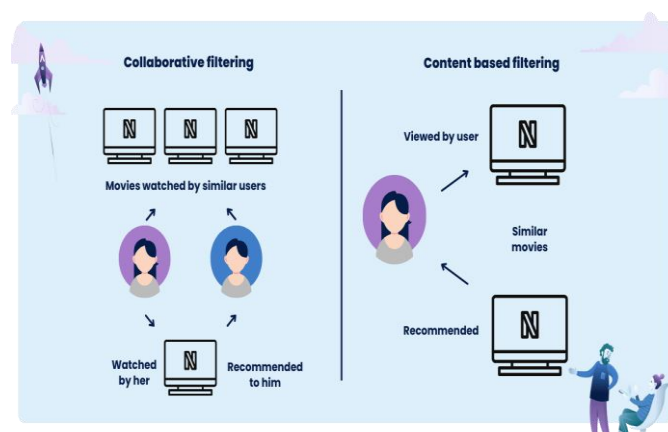 Collaborative filtering
N N N
Movies watched by similar users
N
Watched
by her
Recommended
to him
Content based filtering
N
Viewed by user
Similar
movies
N
Recommended